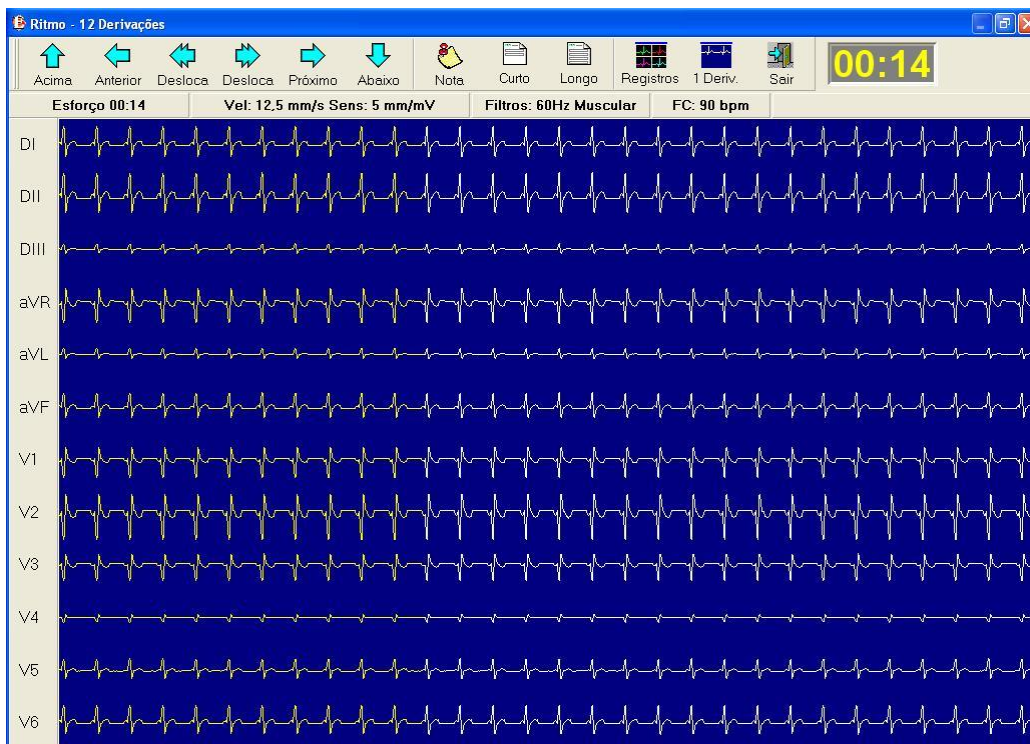 Ritmo - 12 Derivações
Acima Anterior Desloca Desloca Próximo Abaixo Nota Curto Longo Registros 1 Deriv. Sair
00:14
Esforço 00:14 Vel: 12,5 mm/s Sens: 5 mm/mV Filtros: 60Hz Muscular FC: 90 bpm
DI
DII
DIII
aVR
aVL
aVF
V1
V2
V3
V4
V5
V6